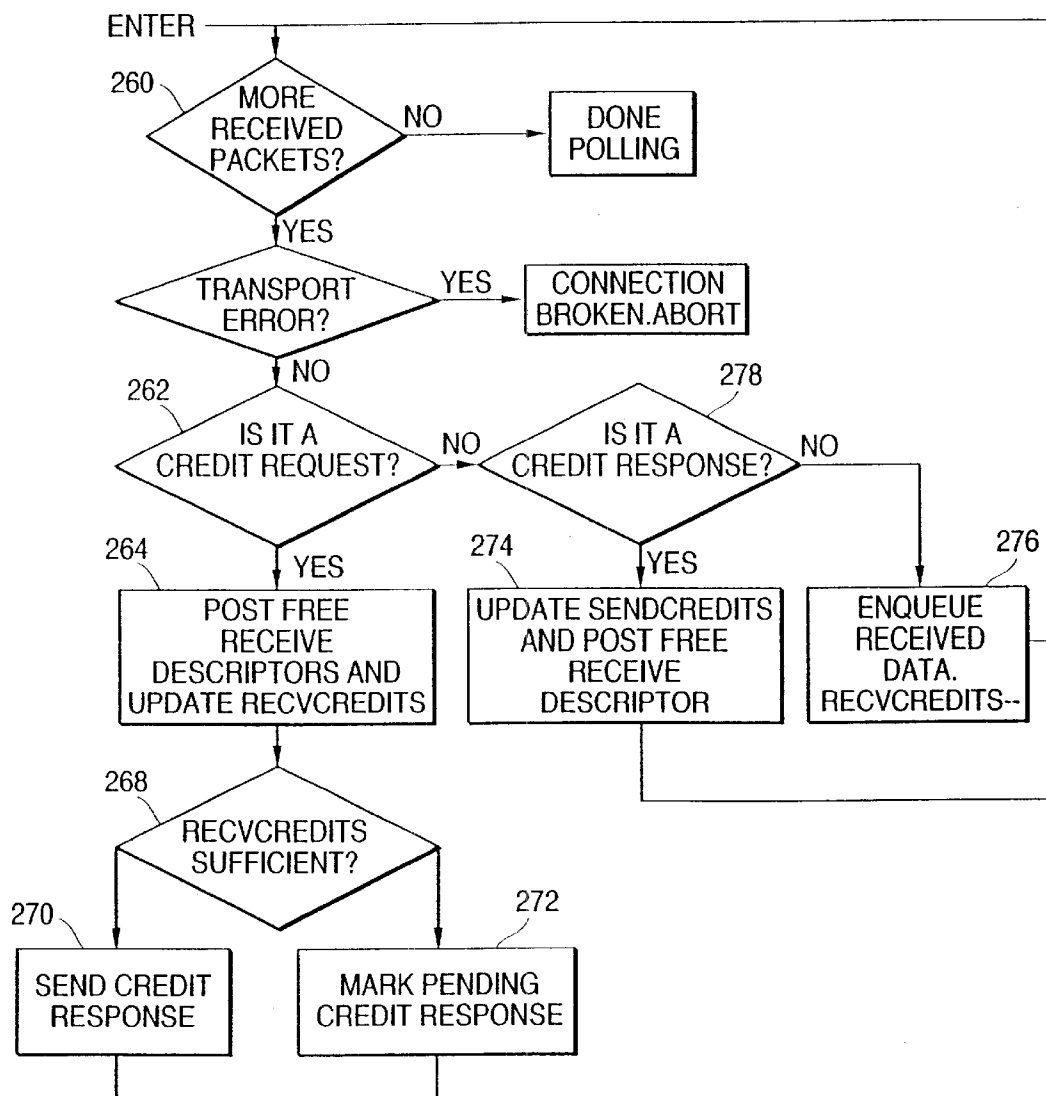 ENTER
260
MORE
RECEIVED
PACKETS?
NO
DONE
POLLING
YES
TRANSPORT
ERROR?
YES
CONNECTION
BROKEN.ABORT
NO
262
IS IT A
CREDIT REQUEST?
NO
278
IS IT A
CREDIT RESPONSE?
NO
264
YES
POST FREE
RECEIVE
DESCRIPTORS AND
UPDATE RECVCREDITS
274
YES
UPDATE SENDCREDITS
AND POST FREE
RECEIVE
DESCRIPTOR
276
ENQUEUE
RECEIVED
DATA.
RECVCREDITS--
268
RECVCREDITS
SUFFICIENT?
270
SEND CREDIT
RESPONSE
272
MARK PENDING
CREDIT RESPONSE